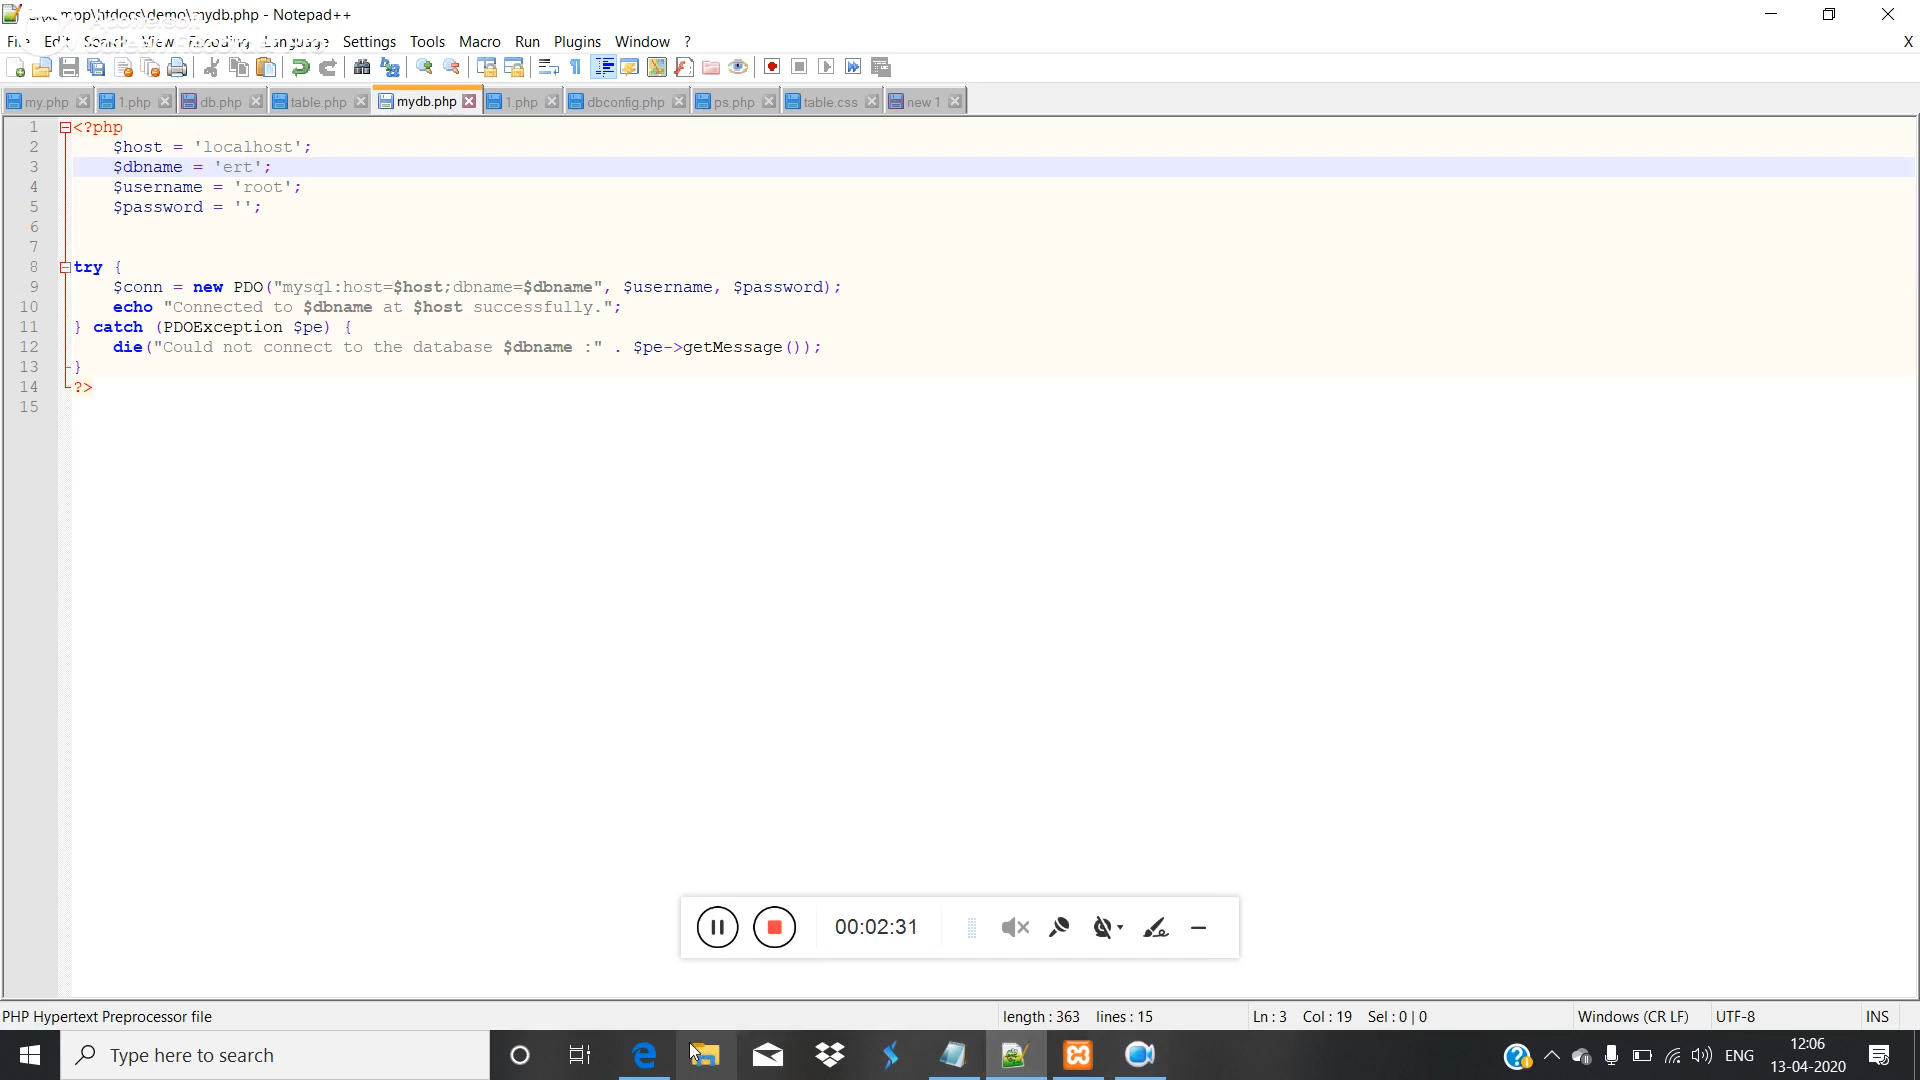 mpp\htdocs\demo\mydb.php - Notepad++
File Edit Search View Encoding Language Settings Tools Macro Run Plugins Window ? X
my.php 1.php db.php table.php mydb.php 1.php dbconfig.php ps.php table.css new 1
1 <?php
2 $host = 'localhost';
3 $dbname = 'ert';
4 $username = 'root';
5 $password = '';
6
7
8 try {
9 $conn = new PDO("mysql:host=$host;dbname=$dbname", $username, $password);
10 echo "Connected to $dbname at $host successfully.";
11 } catch (PDOException $pe) {
12 die("Could not connect to the database $dbname :" . $pe->getMessage());
13 }
14 ?>
15
00:02:31
PHP Hypertext Preprocessor file length : 363 lines : 15 Ln : 3 Col : 19 Sel : 0 | 0 Windows (CR LF) UTF-8 INS
Type here to search
ENG
12:06
13-04-2020